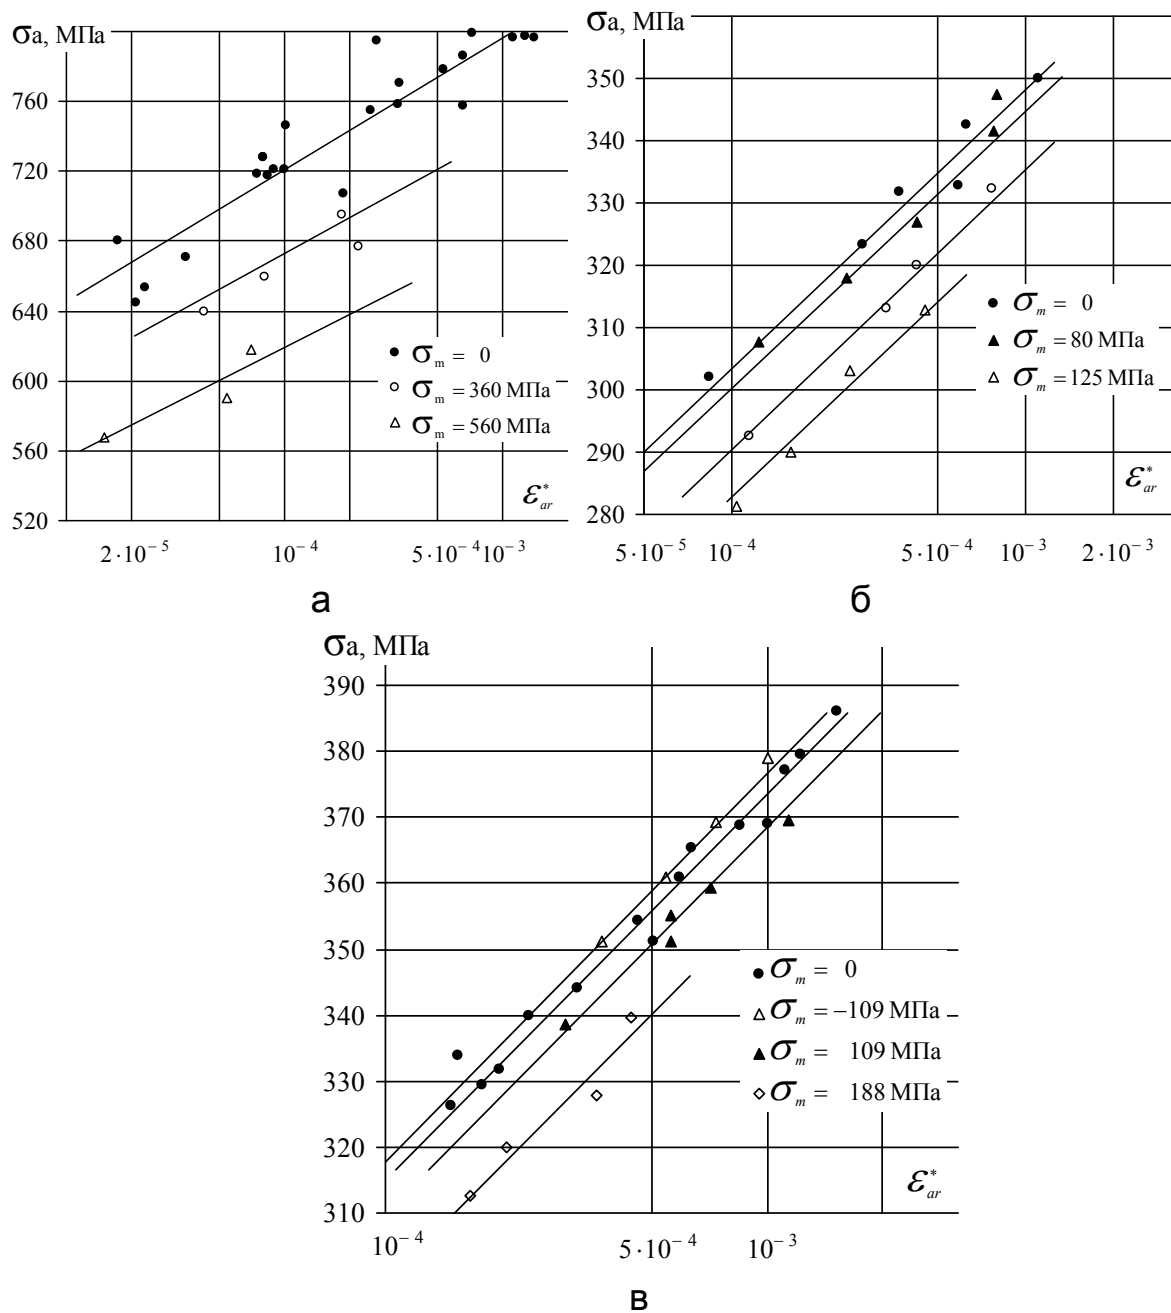 σa, МПа
760
720
680
640
600
560
520
● σm = 0
○ σm = 360 МПа
△ σm = 560 МПа
ε*ar
2·10⁻⁵ 10⁻⁴ 5·10⁻⁴ 10⁻³
а
σa, МПа
350
340
330
320
310
300
290
280
● σm = 0
▲ σm = 80 МПа
△ σm = 125 МПа
ε*ar
5·10⁻⁵ 10⁻⁴ 5·10⁻⁴ 10⁻³ 2·10⁻³
б
σa, МПа
390
380
370
360
350
340
330
320
310
● σm = 0
△ σm = −109 МПа
▲ σm = 109 МПа
◇ σm = 188 МПа
ε*ar
10⁻⁴ 5·10⁻⁴ 10⁻³
в